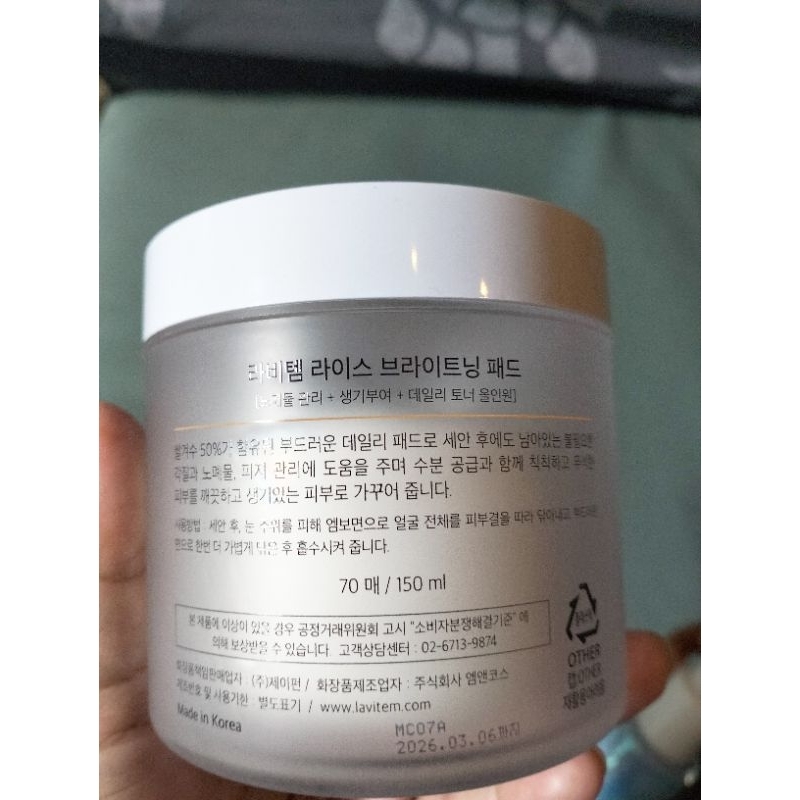 라비템 라이스 브라이트닝 패드
[노폐물 관리 + 생기부여 + 데일리 토너 올인원]
쌀겨수 50%가 함유된 부드러운 데일리 패드로 세안 후에도 남아있는 불필요한
각질과 노폐물, 피지 관리에 도움을 주며 수분 공급과 함께 칙칙하고
피부를 깨끗하고 생기있는 피부로 가꾸어 줍니다.
사용방법 : 세안 후, 눈 주위를 피해 엠보면으로 얼굴 전체를 피부결을 따라 닦아내고, 부드러운
면으로 한번 더 가볍게 닦은 후 흡수시켜 줍니다.
70 매 / 150 ml
본 제품에 이상이 있을 경우 공정거래위원회 고시 "소비자분쟁해결기준" 에
의해 보상받을 수 있습니다. 고객상담센터 : 02-6713-9874
화장품책임판매업자 : (주)제이펀 / 화장품제조업자 : 주식회사 엠앤코스
제조번호 및 사용기한 : 별도표기 / www.lavitem.com
Made in Korea
MC07A
2026.03.06까지
OTHER
캡:OTHER
재활용어려움